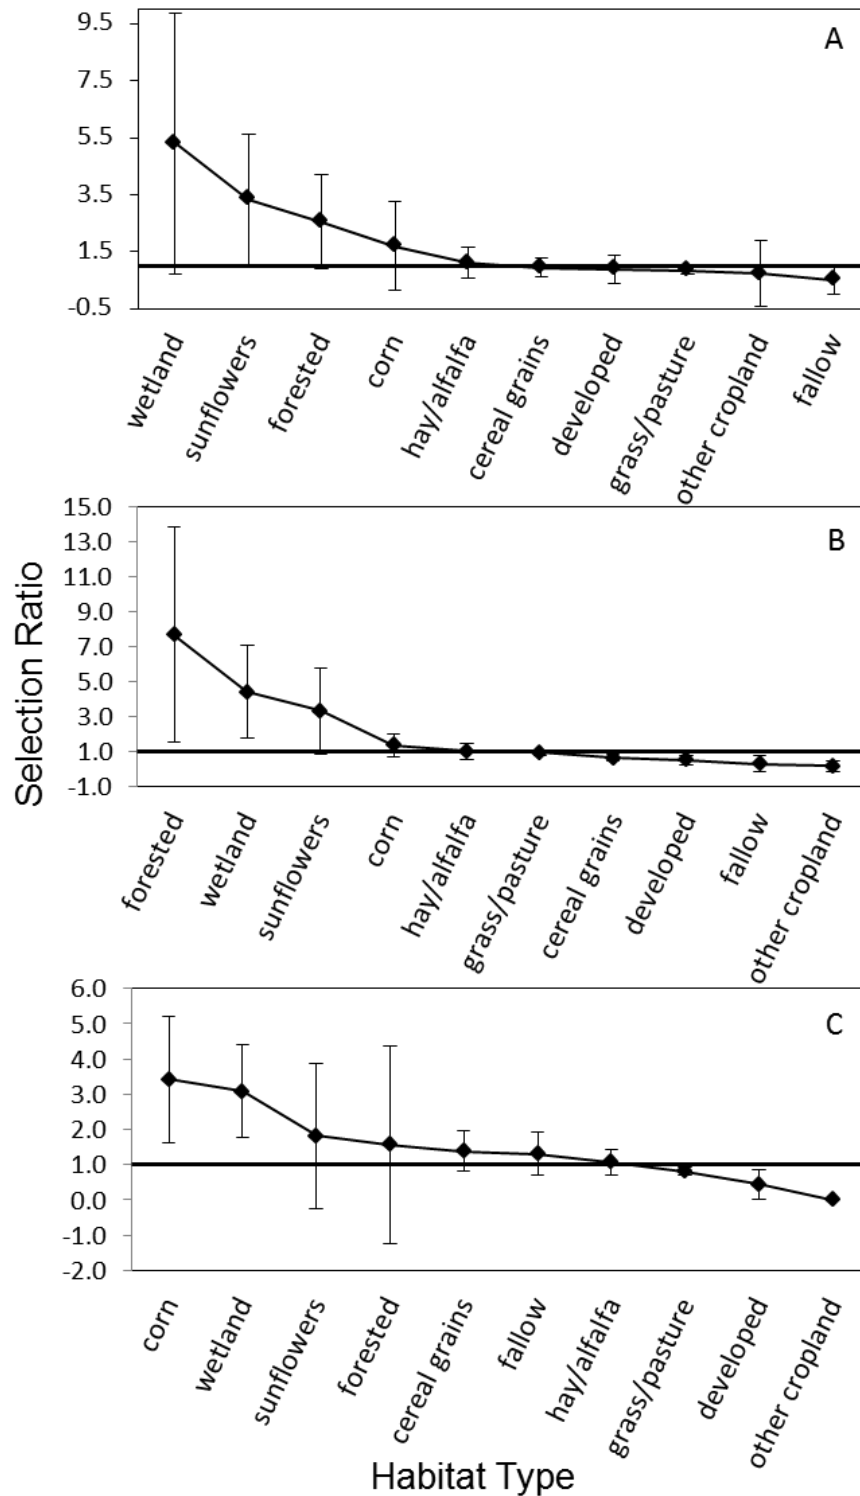 A
9.5
7.5
5.5
3.5
1.5
-0.5
wetland
sunflowers
forested
corn
hay/alfalfa
cereal grains
developed
grass/pasture
other cropland
fallow
Selection Ratio
B
15.0
13.0
11.0
9.0
7.0
5.0
3.0
1.0
-1.0
forested
wetland
sunflowers
corn
hay/alfalfa
grass/pasture
cereal grains
developed
fallow
other cropland
C
6.0
5.0
4.0
3.0
2.0
1.0
0.0
-1.0
-2.0
corn
wetland
sunflowers
forested
cereal grains
fallow
hay/alfalfa
grass/pasture
developed
other cropland
Habitat Type